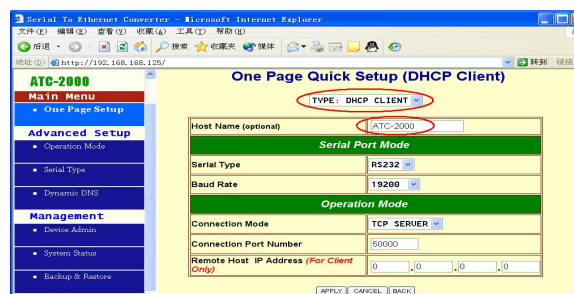 Serial To Ethernet Converter - Microsoft Internet Explorer
文件(F) 编辑(E) 查看(V) 收藏(A) 工具(T) 帮助(H)
后退 搜索 收藏夹 媒体
地址(D) http://192.168.168.125/ 转到 链接
ATC-2000
Main Menu
One Page Setup
Advanced Setup
Operation Mode
Serial Type
Dynamic DNS
Management
Device Admin
System Status
Backup & Restore
One Page Quick Setup (DHCP Client)
TYPE: DHCP CLIENT
Host Name (optional) ATC-2000
Serial Port Mode
Serial Type RS232
Baud Rate 19200
Operation Mode
Connection Mode TCP SERVER
Connection Port Number 50000
Remote Host IP Address (For Client
Only) 0 .0 .0 .0
APPLY CANCEL BACK